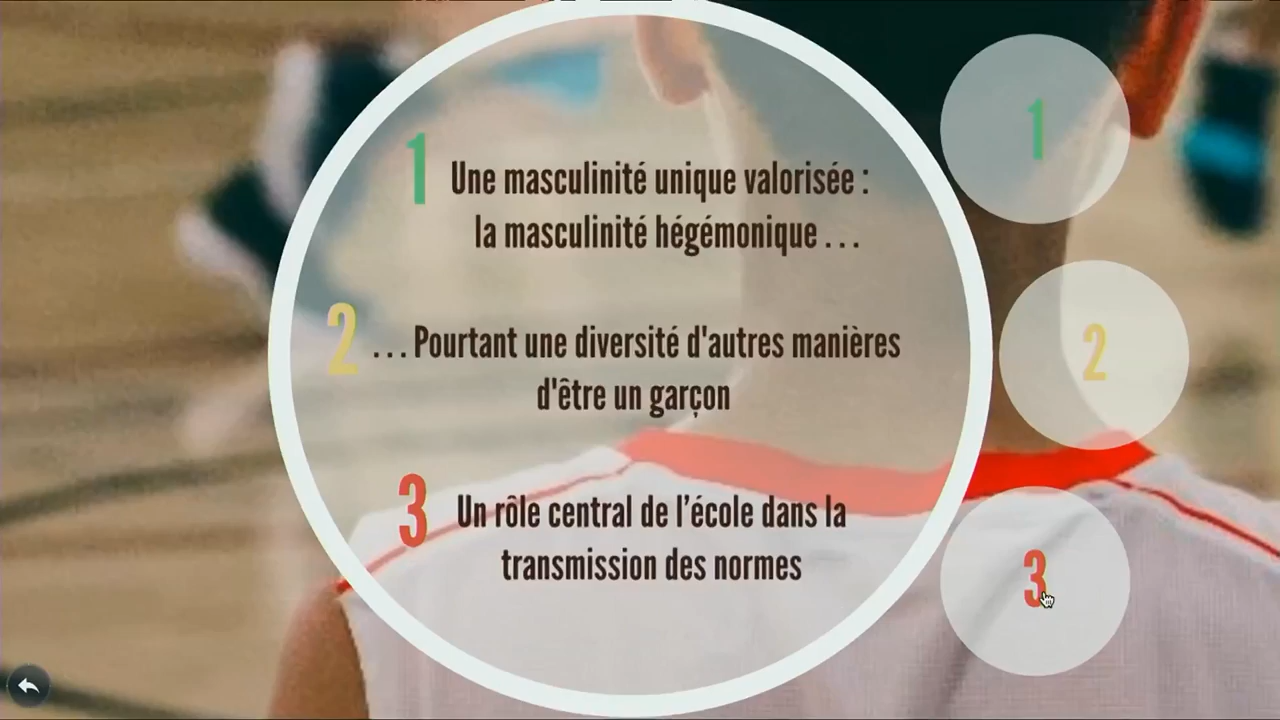 1 Une masculinité unique valorisée :
la masculinité hégémonique . . .
2 . . . Pourtant une diversité d'autres manières
d'être un garçon
3 Un rôle central de l’école dans la
transmission des normes
1
2
3